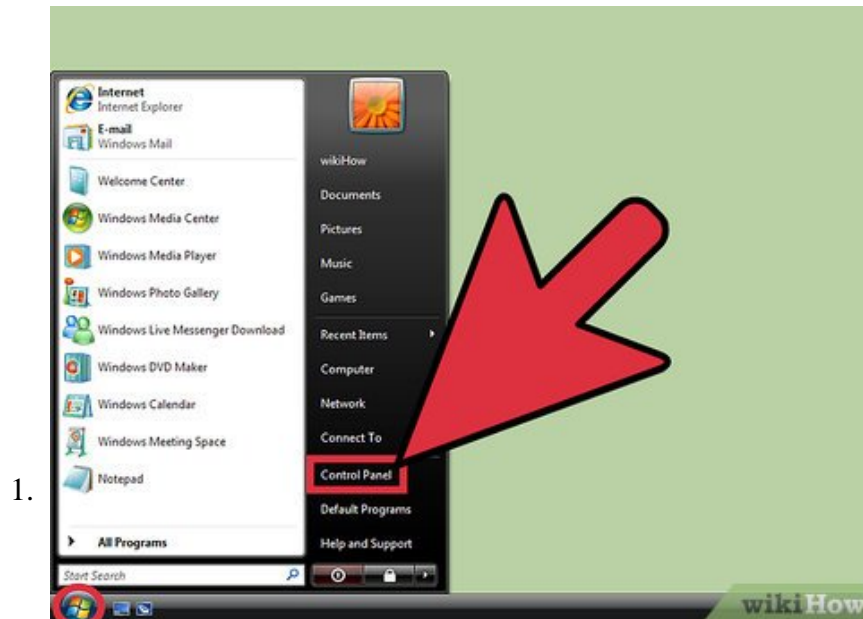 Internet
Internet Explorer
E-mail
Windows Mail
Welcome Center
Windows Media Center
Windows Media Player
Windows Photo Gallery
Windows Live Messenger Download
Windows DVD Maker
Windows Calendar
Windows Meeting Space
Notepad
All Programs
Start Search
wikiHow
Documents
Pictures
Music
Games
Recent Items
Computer
Network
Connect To
Control Panel
Default Programs
Help and Support
1.
wikiHow